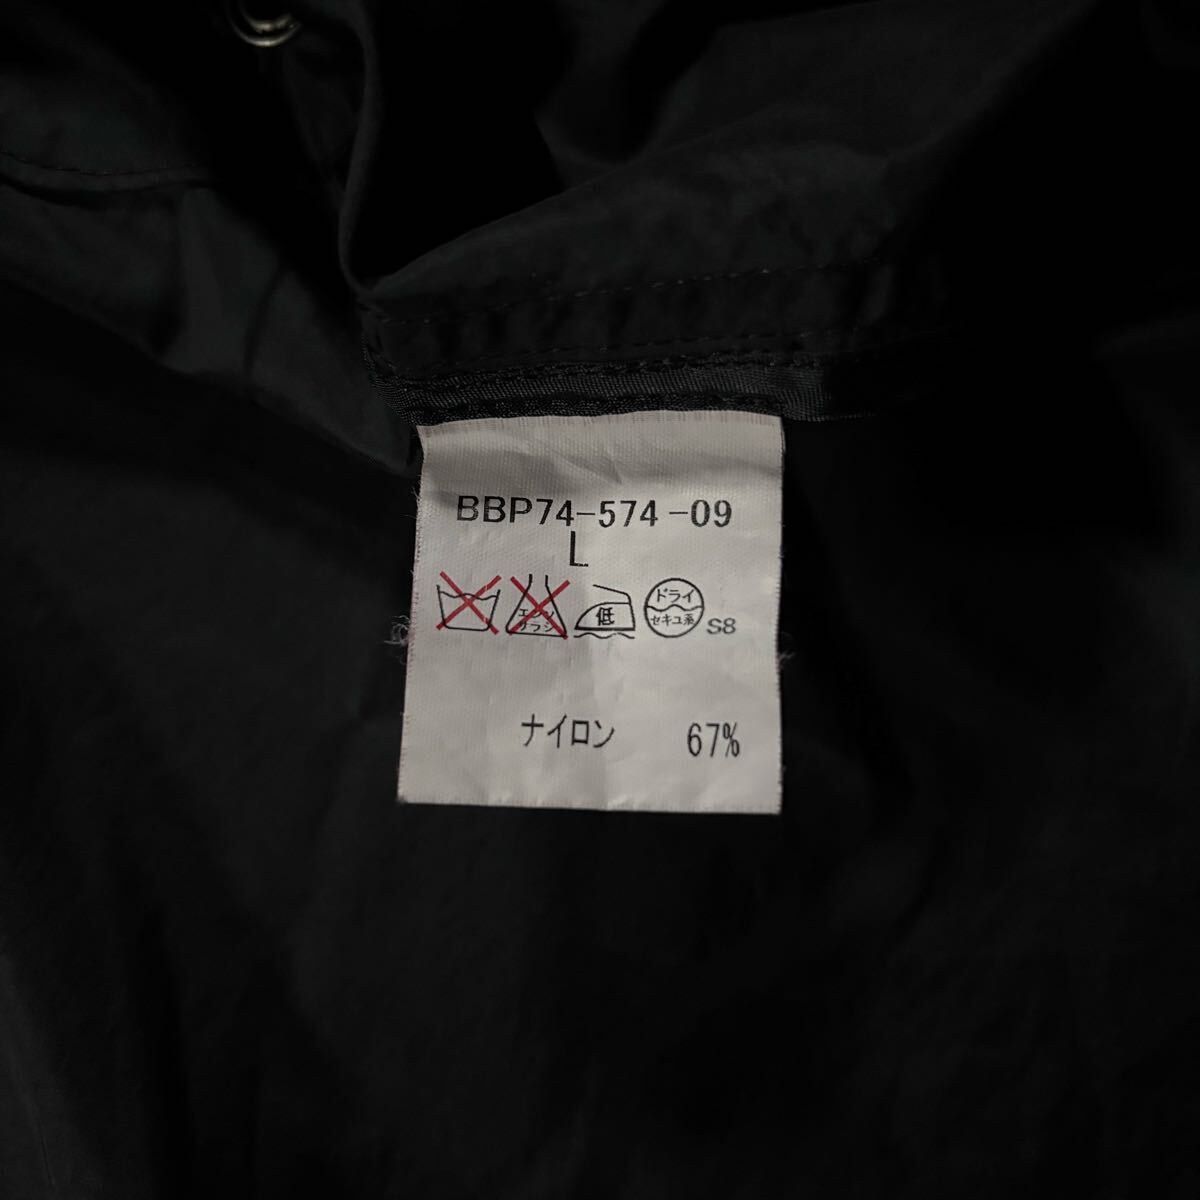 BBP74-574-09
L
エンソ サラシ 低 ドライ セキユ系 S8
ナイロン 67%